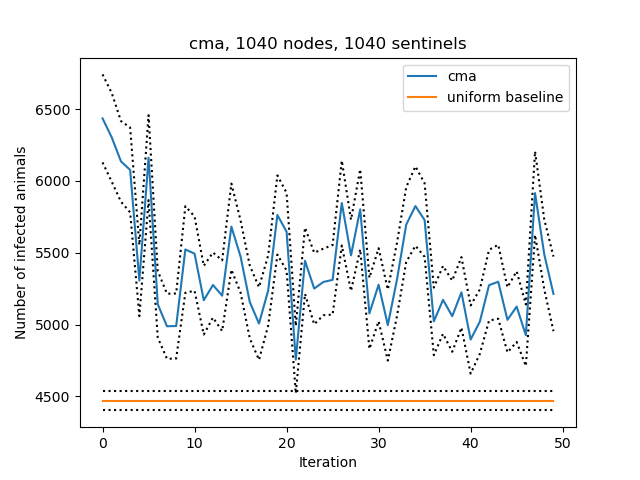 cma, 1040 nodes, 1040 sentinels
cma
uniform baseline
Number of infected animals
6500
6000
5500
5000
4500
0 10 20 30 40 50
Iteration